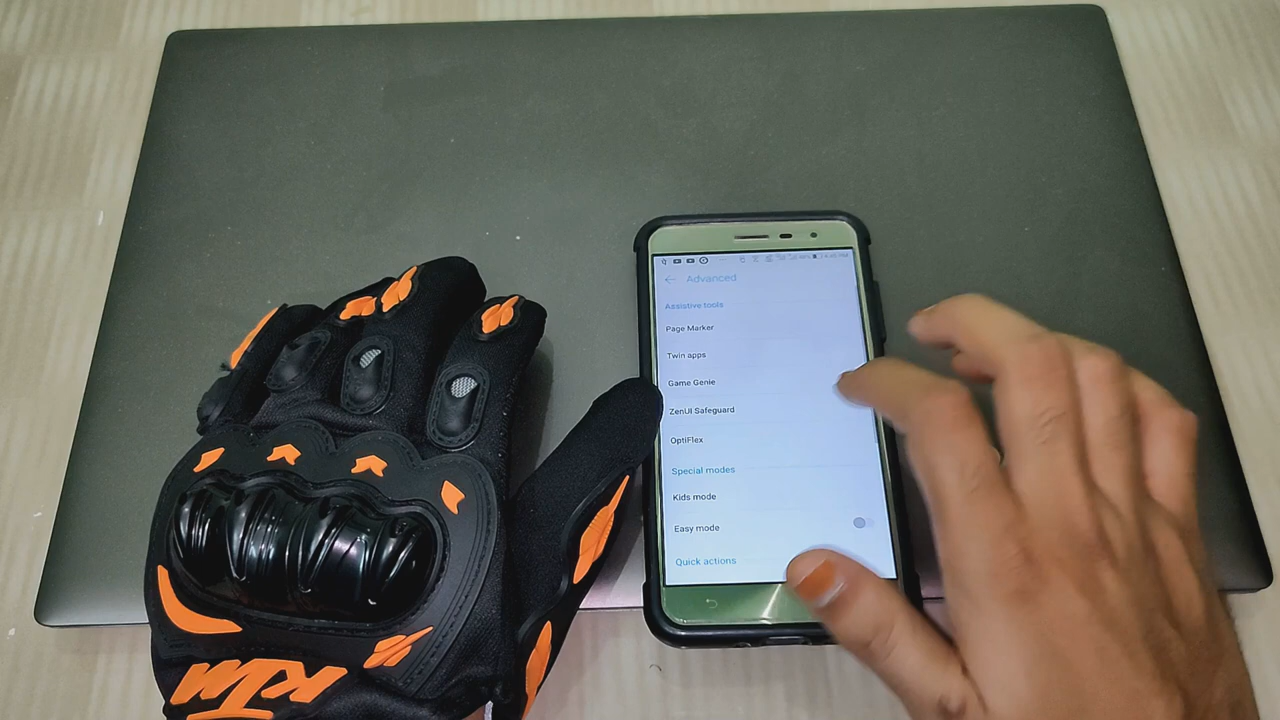 Advanced
Assistive tools
Page Marker
Twin apps
Game Genie
ZenUI Safeguard
OptiFlex
Special modes
Kids mode
Easy mode
Quick actions
KTM